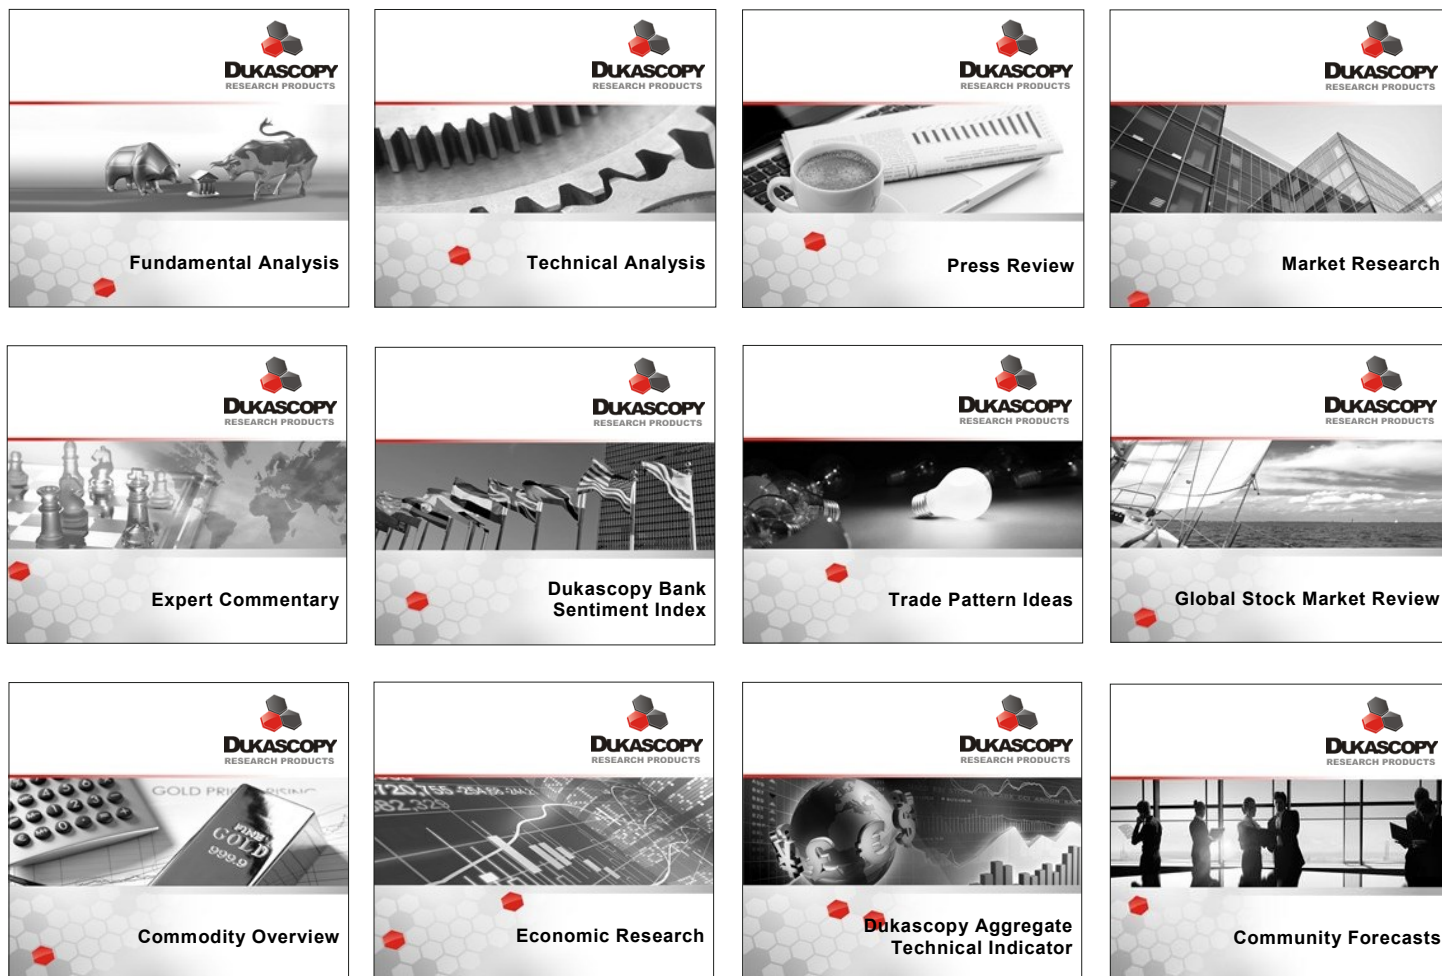 DUKASCOPY
RESEARCH PRODUCTS
Fundamental Analysis
DUKASCOPY
RESEARCH PRODUCTS
Technical Analysis
DUKASCOPY
RESEARCH PRODUCTS
Press Review
DUKASCOPY
RESEARCH PRODUCTS
Market Research
DUKASCOPY
RESEARCH PRODUCTS
Expert Commentary
DUKASCOPY
RESEARCH PRODUCTS
Dukascopy Bank
Sentiment Index
DUKASCOPY
RESEARCH PRODUCTS
Trade Pattern Ideas
DUKASCOPY
RESEARCH PRODUCTS
Global Stock Market Review
DUKASCOPY
RESEARCH PRODUCTS
GOLD
FINE
GOLD
999.9
Commodity Overview
DUKASCOPY
RESEARCH PRODUCTS
Economic Research
DUKASCOPY
RESEARCH PRODUCTS
Dukascopy Aggregate
Technical Indicator
DUKASCOPY
RESEARCH PRODUCTS
Community Forecasts